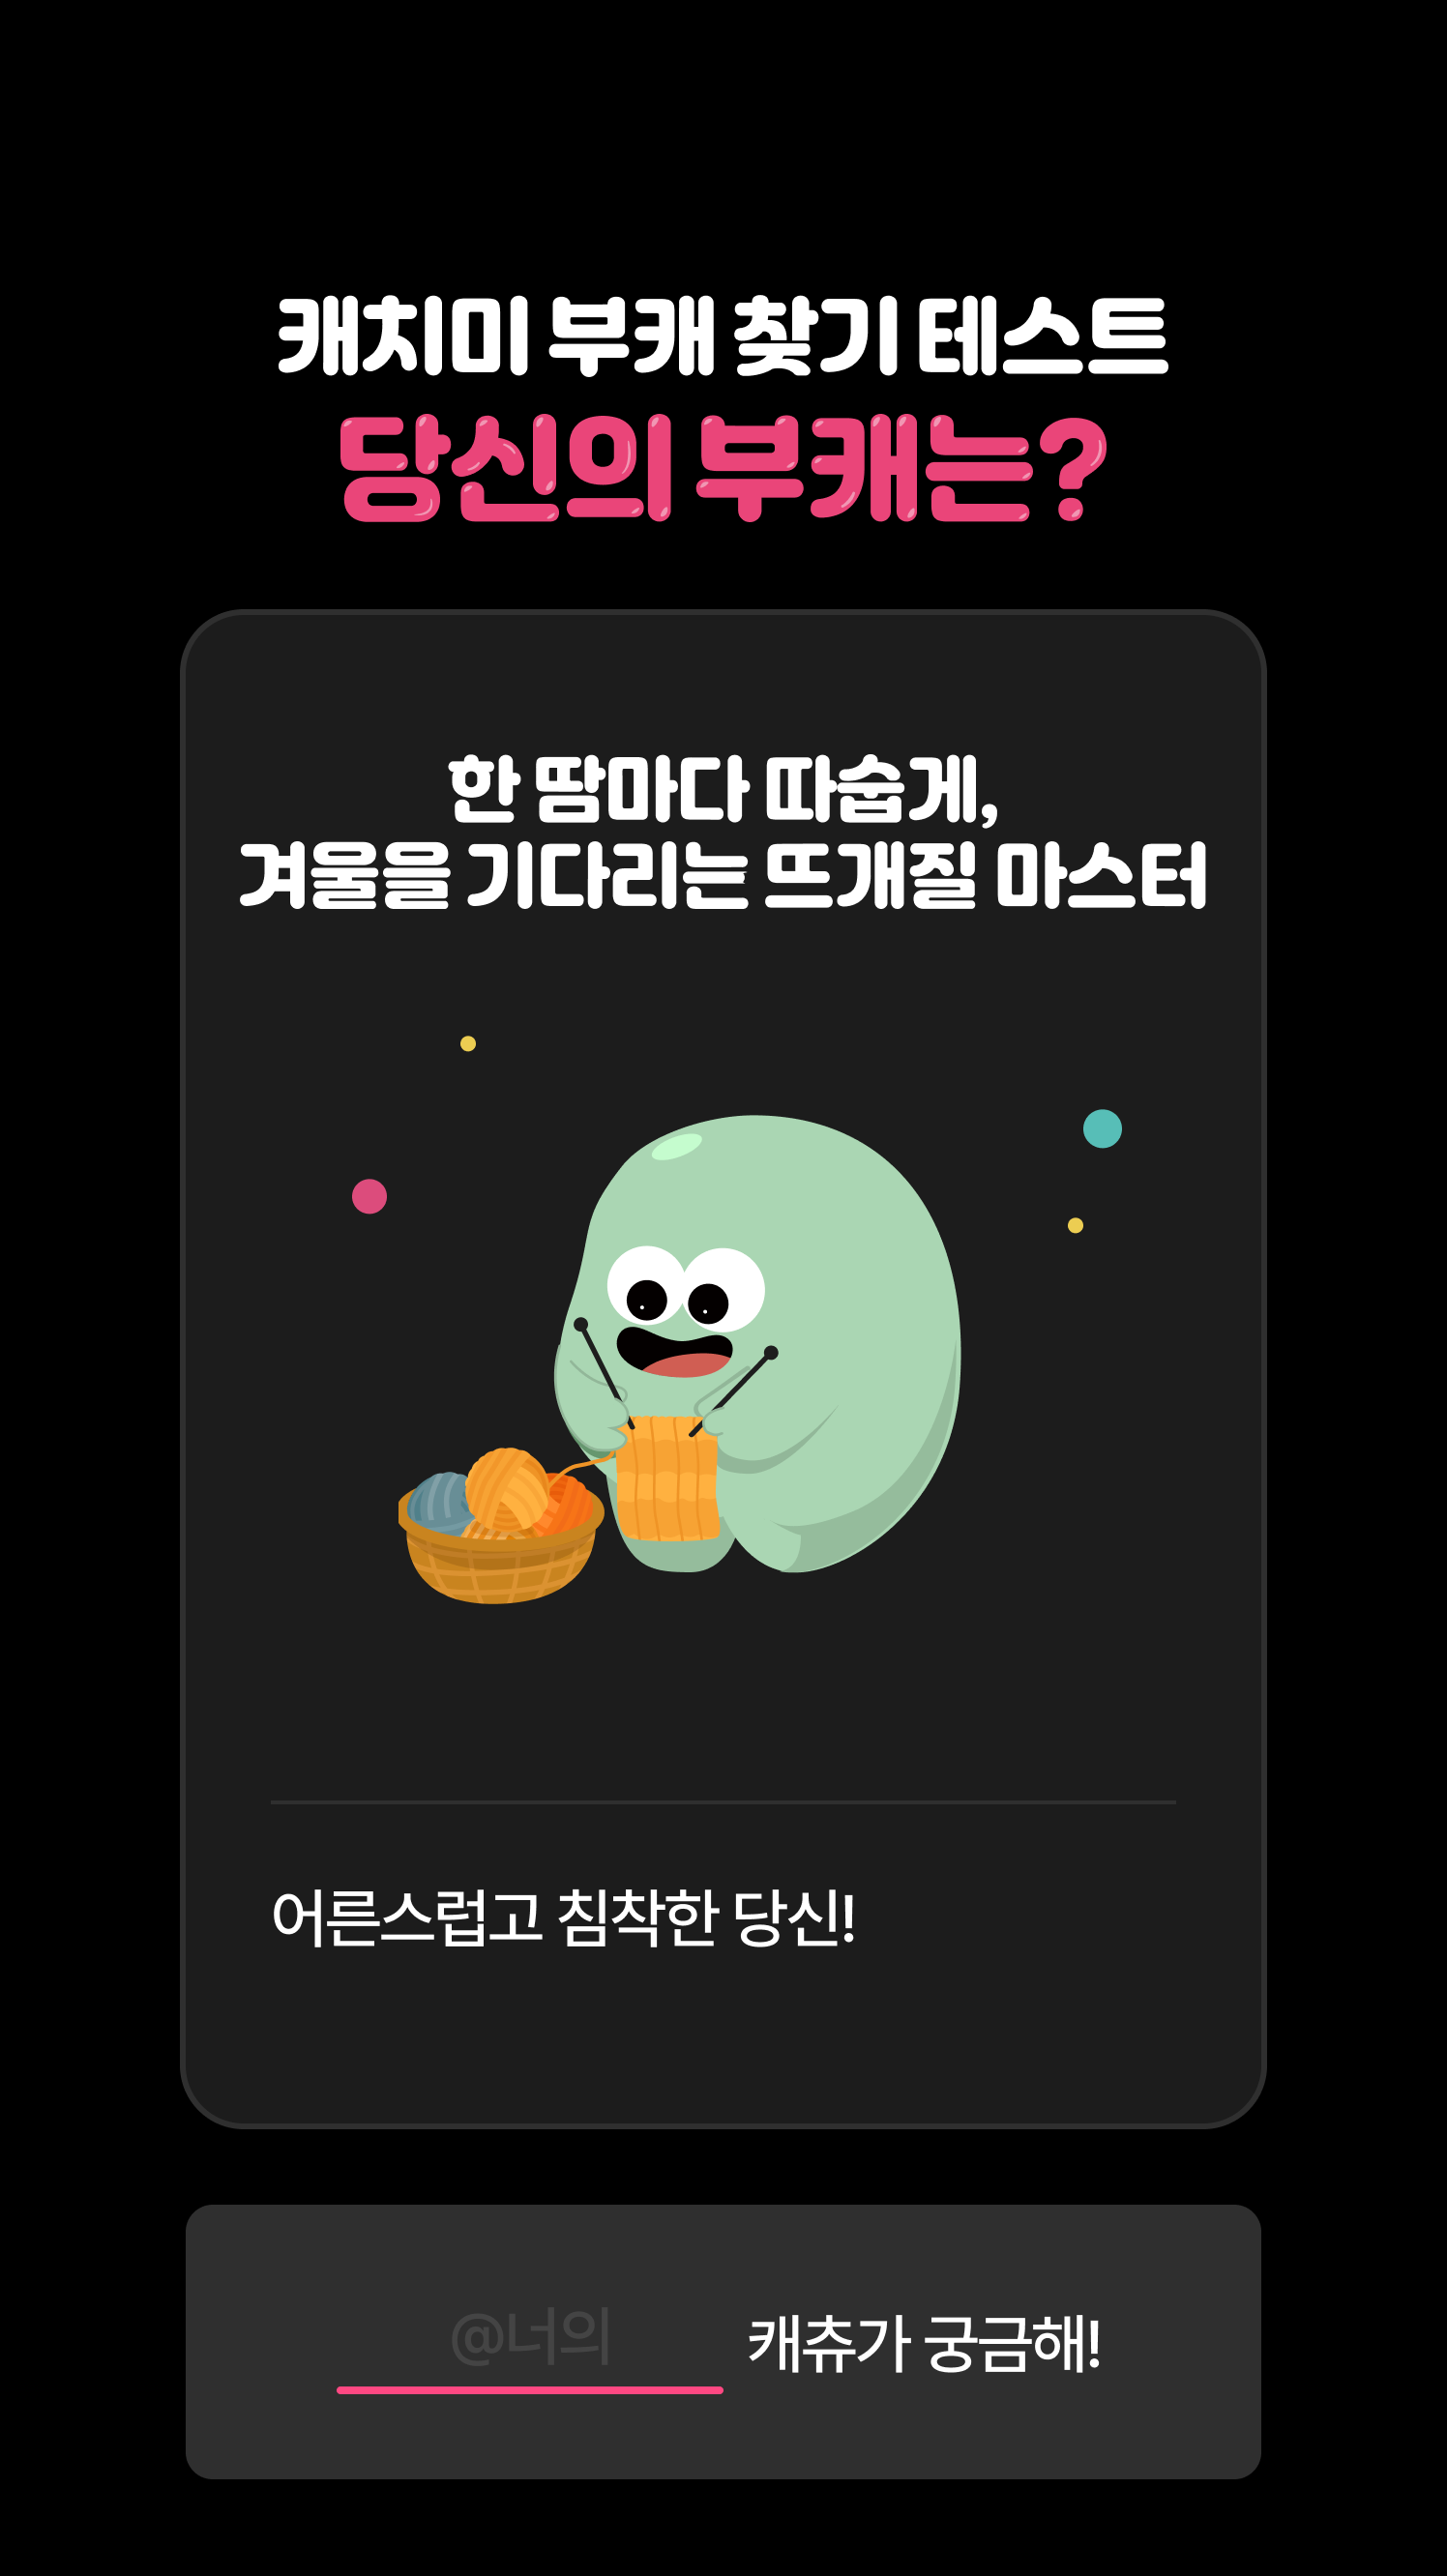 캐치미 부캐 찾기 테스트
당신의 부캐는?
한 땀마다 따숩게,
겨울을 기다리는 뜨개질 마스터
어른스럽고 침착한 당신!
@너의 캐츄가 궁금해!